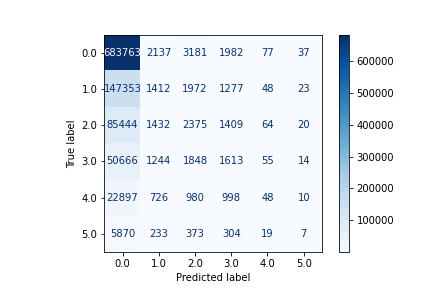 0.0 683763 2137 3181 1982 77 37
1.0 147353 1412 1972 1277 48 23
2.0 85444 1432 2375 1409 64 20
3.0 50666 1244 1848 1613 55 14
4.0 22897 726 980 998 48 10
5.0 5870 233 373 304 19 7
0.0 1.0 2.0 3.0 4.0 5.0
Predicted label
True label
600000
500000
400000
300000
200000
100000